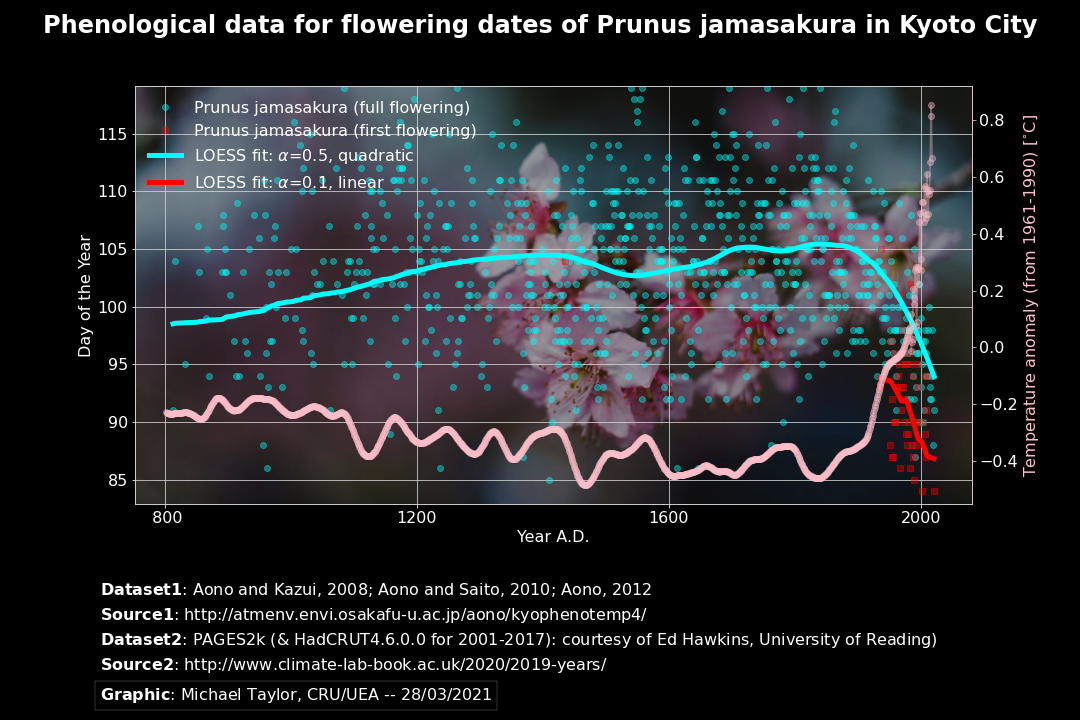 Phenological data for flowering dates of Prunus jamasakura in Kyoto City
Prunus jamasakura (full flowering)
Prunus jamasakura (first flowering)
LOESS fit: α=0.5, quadratic
LOESS fit: α=0.1, linear
Day of the Year
115
110
105
100
95
90
85
0.8
0.6
0.4
0.2
0.0
−0.2
−0.4
Temperature anomaly (from 1961-1990) [˚C]
800 1200 1600 2000
Year A.D.
Dataset1: Aono and Kazui, 2008; Aono and Saito, 2010; Aono, 2012
Source1: http://atmenv.envi.osakafu-u.ac.jp/aono/kyophenotemp4/
Dataset2: PAGES2k (& HadCRUT4.6.0.0 for 2001-2017): courtesy of Ed Hawkins, University of Reading)
Source2: http://www.climate-lab-book.ac.uk/2020/2019-years/
Graphic: Michael Taylor, CRU/UEA -- 28/03/2021